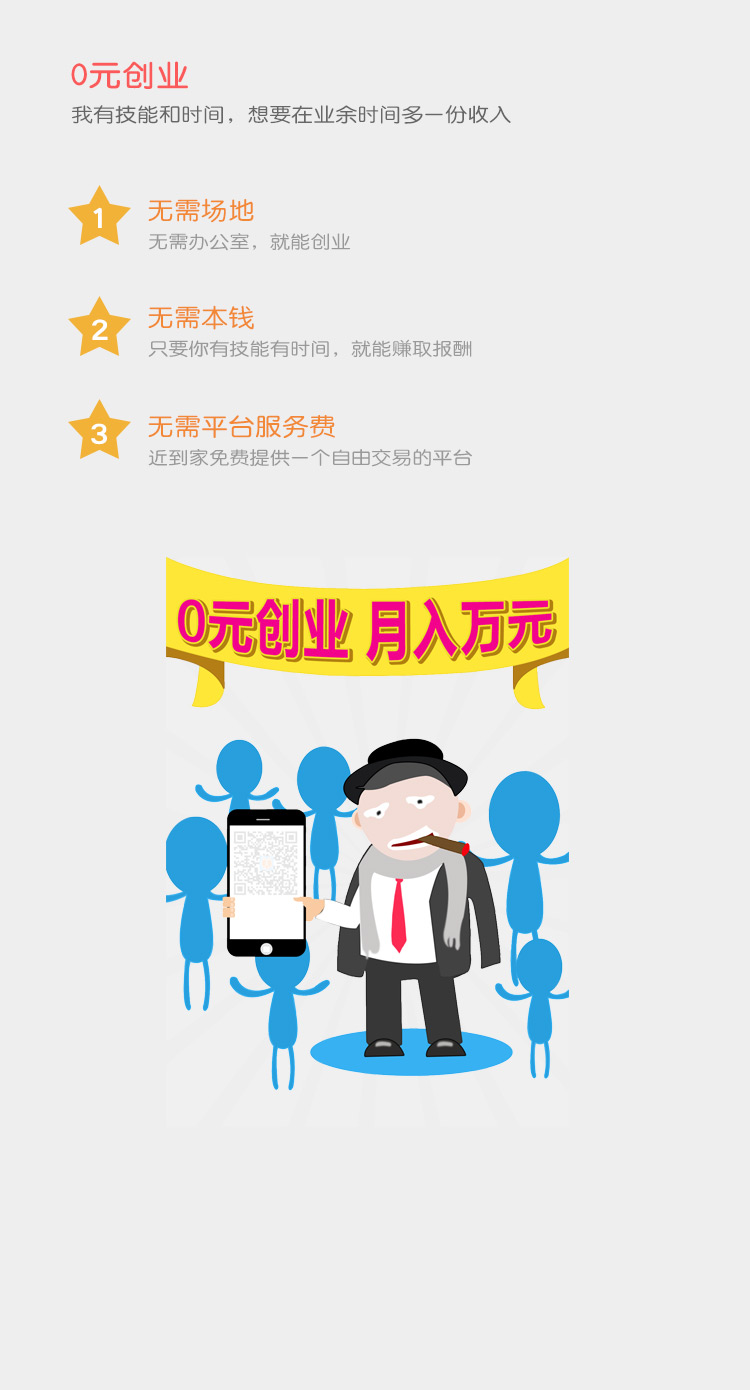 0元创业
我有技能和时间，想要在业余时间多一份收入
1
无需场地
无需办公室，就能创业
2
无需本钱
只要你有技能有时间，就能赚取报酬
3
无需平台服务费
近到家免费提供一个自由交易的平台
0元创业 月入万元